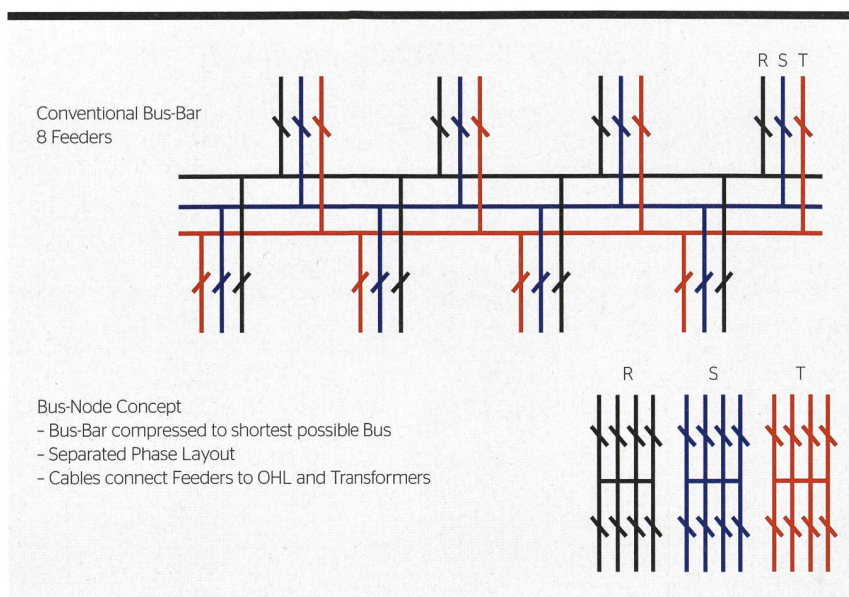 R S T
Conventional Bus-Bar
8 Feeders
R S T
Bus-Node Concept
– Bus-Bar compressed to shortest possible Bus
– Separated Phase Layout
– Cables connect Feeders to OHL and Transformers